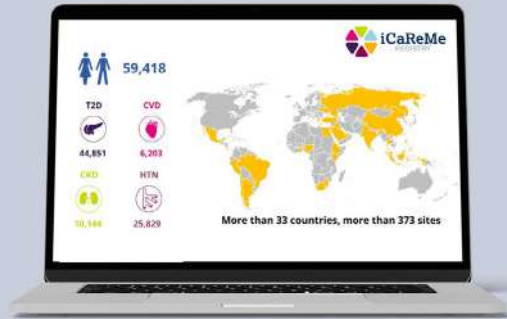 iCaReMe
REGISTRY
59,418
T2D CVD
44,851 6,203
CKD HTN
10,144 25,829
More than 33 countries, more than 373 sites